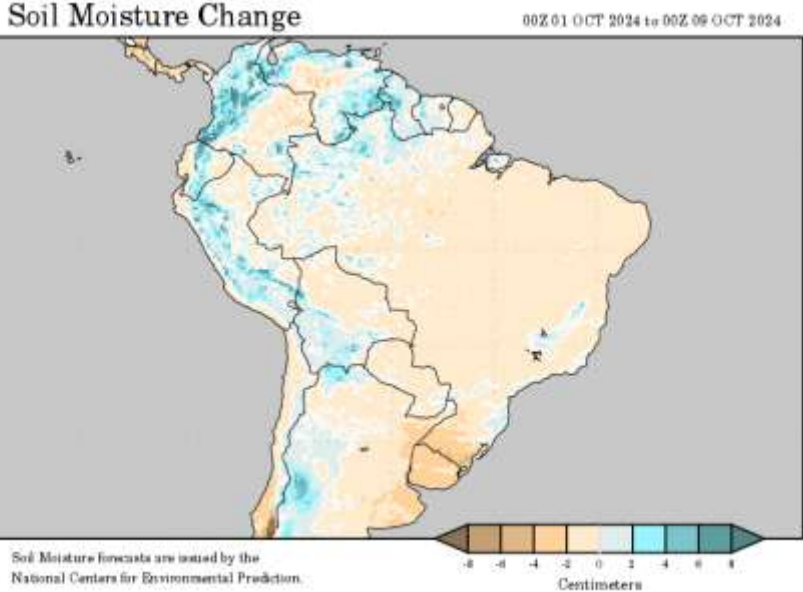 Soil Moisture Change
00Z 01 OCT 2024 to 00Z 09 OCT 2024
-8 -6 -4 -2 0 2 4 6 8
Centimeters
Soil Moisture forecasts are issued by the
National Centers for Environmental Prediction.